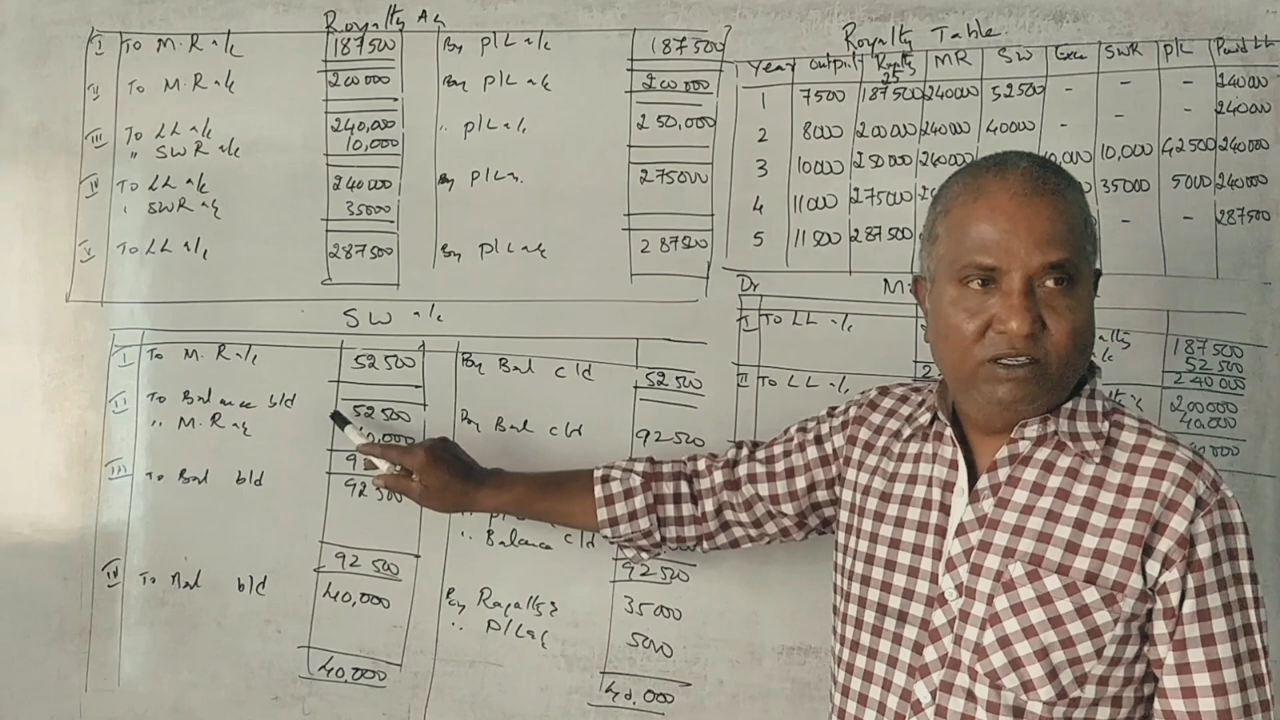 Royalty A/c
I To M.R a/c 187500 By P/L a/c 187500
II To M.R a/c 200000 By P/L a/c 200000
III To LL a/c 240,000 " P/L a/c 250,000
" SWR a/c 10,000
IV To LL a/c 240000 By P/L a/c 275000
" SWR a/c 35000
V To LL a/c 287500 By P/L a/c 287500
Royalty Table
Year Output Royalty MR SW Exce SWR P/L Paid LL
25
1 7500 187500 240000 52500 - - - 240000
2 8000 200000 240000 40000 - - - 240000
3 10000 250000 240000 10,000 42500 240000
4 11000 275000 35000 5000 240000
5 11500 287500 - - 287500
SW a/c
I To M.R a/c 52500 By Bal c/d 52500
II To Balance b/d 52500 By Bal c/d 92500
" M.R a/c
III To Bal b/d 92500
" Balance c/d
92500 92500
IV To Bal b/d 40,000 By Royalty 35000
" P/L a/c 5000
40,000 40,000
Dr
I To LL a/c
187500
52500
240000
II To LL a/c 200000
40,000